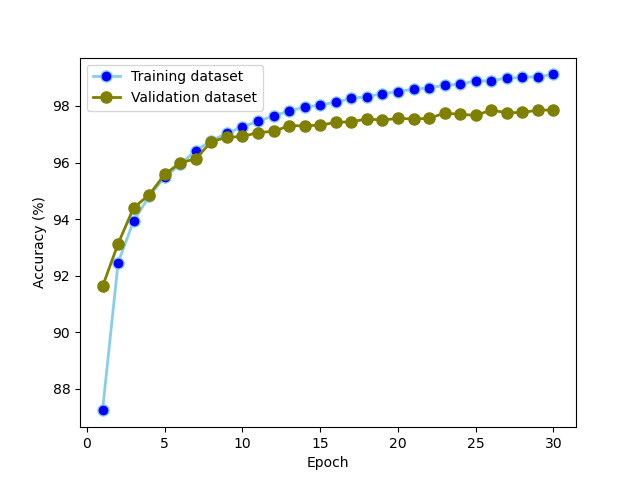 Training dataset
Validation dataset
98
96
94
92
90
88
Accuracy (%)
0 5 10 15 20 25 30
Epoch